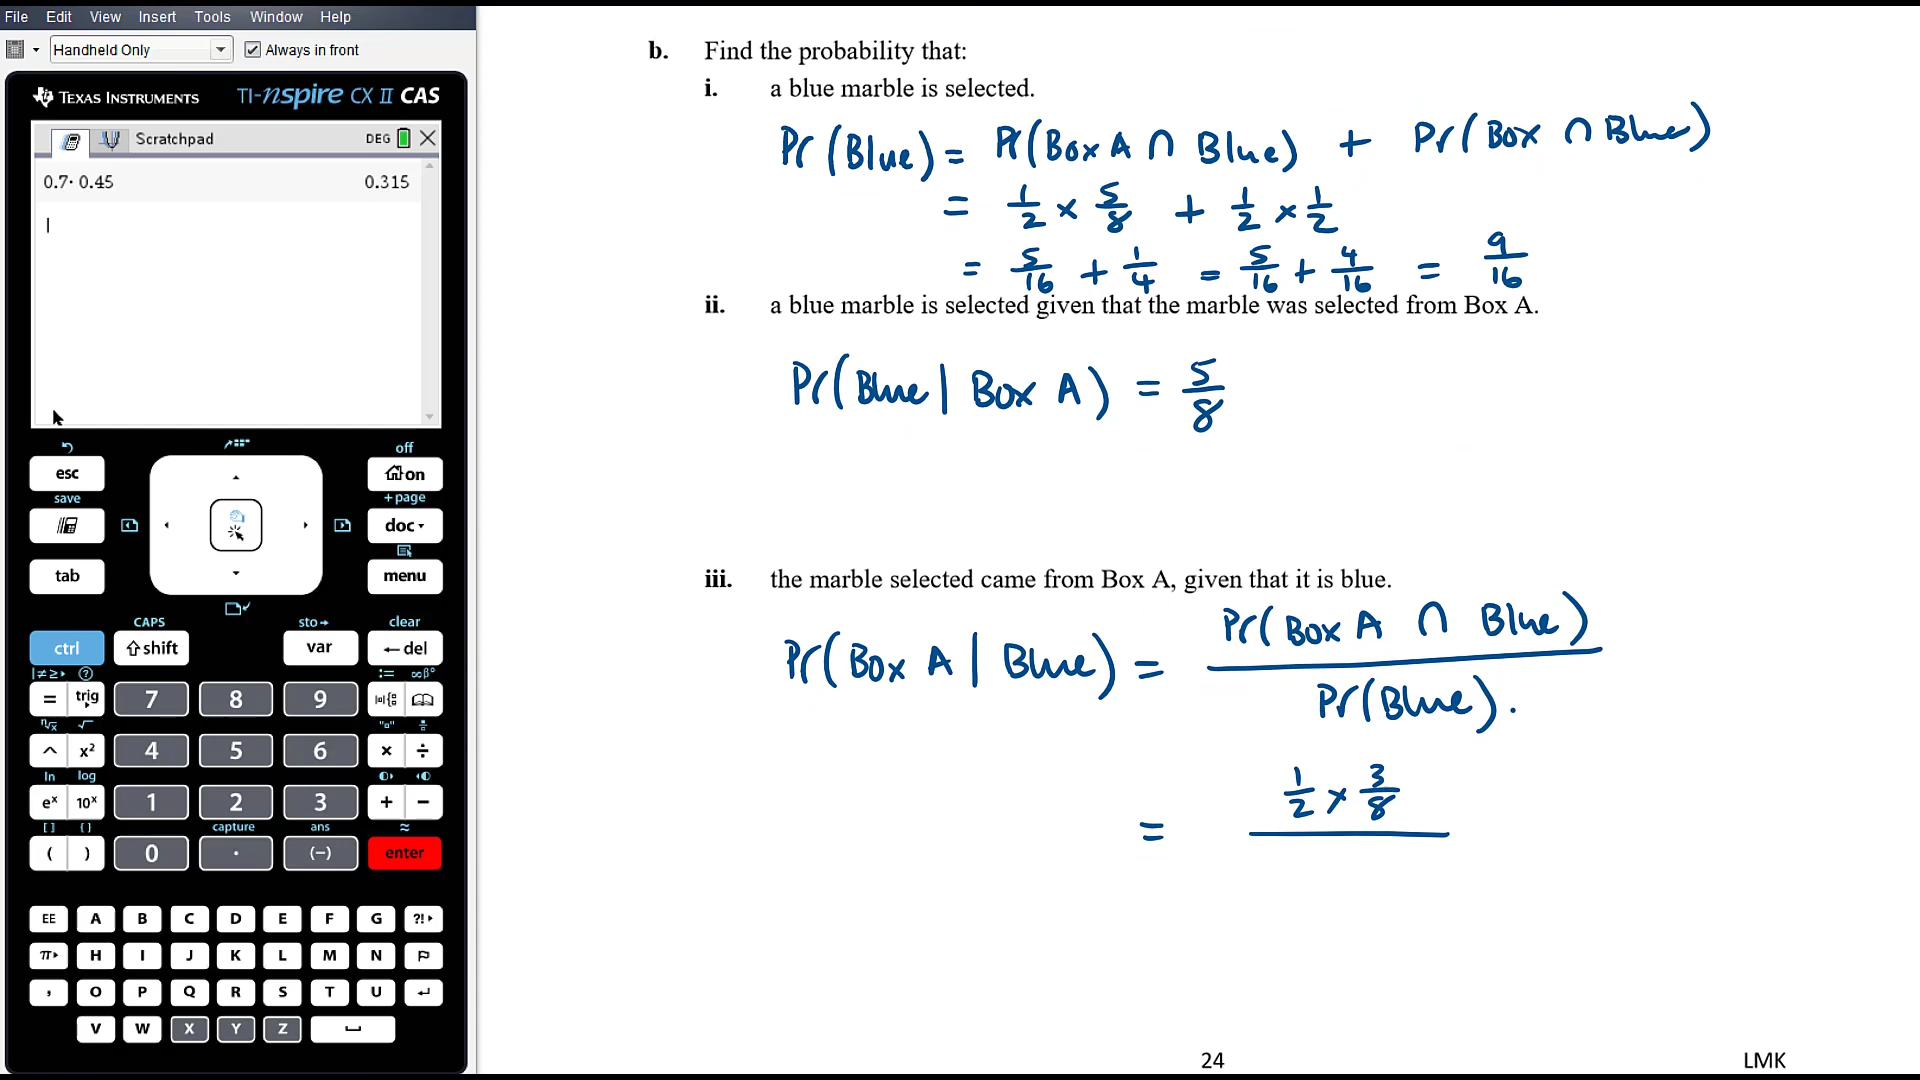 File Edit View Insert Tools Window Help
Handheld Only Always in front
TEXAS INSTRUMENTS TI-nspire CX II CAS
Scratchpad DEG
0.7· 0.45 0.315
off
esc on
save + page
doc
tab menu
CAPS sto→ clear
ctrl ⇧shift var ←del
|≠≥▸ ? := ∞β°
= trig 7 8 9
ⁿ√x √ "□"
^ x² 4 5 6 × ÷
ln log
eˣ 10ˣ 1 2 3 + −
[ ] { } capture ans ≈
( ) 0 . (−) enter
EE A B C D E F G ?!▸
π▸ H I J K L M N
, O P Q R S T U ↵
V W X Y Z
b. Find the probability that:
i. a blue marble is selected.
Pr(Blue) = Pr(Box A ∩ Blue) + Pr(Box ∩ Blue)
= 1/2 × 5/8 + 1/2 × 1/2
= 5/16 + 1/4 = 5/16 + 4/16 = 9/16
ii. a blue marble is selected given that the marble was selected from Box A.
Pr(Blue | Box A) = 5/8
iii. the marble selected came from Box A, given that it is blue.
Pr(Box A | Blue) = Pr(Box A ∩ Blue)
Pr(Blue).
= 1/2 × 3/8
24 LMK